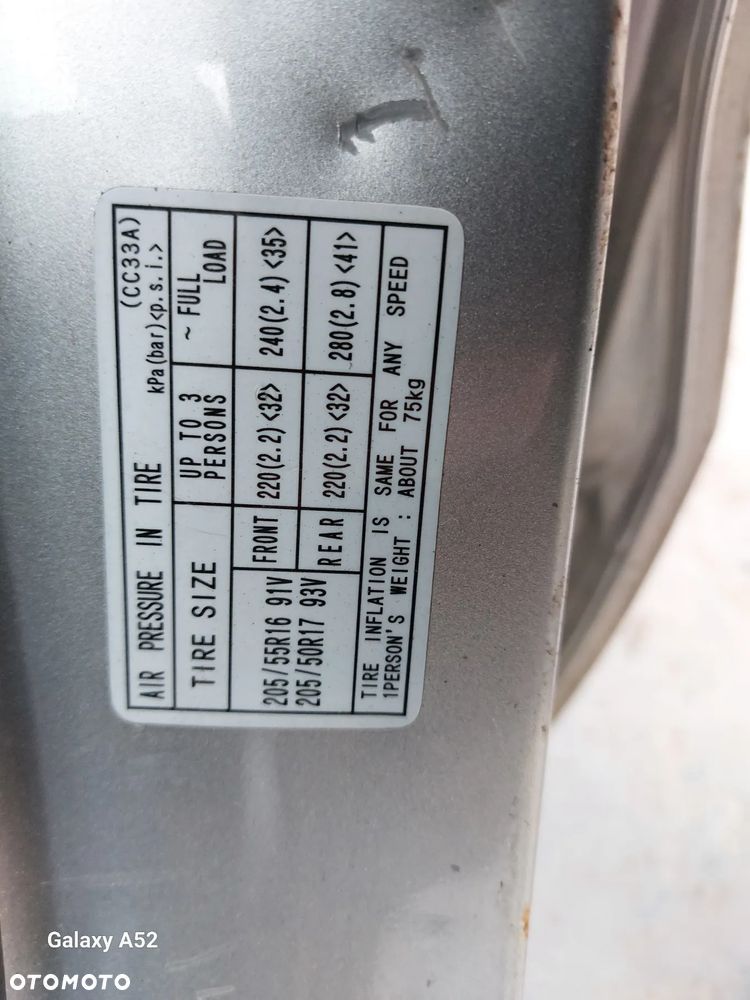 (CC33A)
AIR PRESSURE IN TIRE kPa(bar)<p.s.i.>
TIRE SIZE UP TO 3 PERSONS ~ FULL LOAD
205/55R16 91V FRONT 220(2.2)<32> 240(2.4)<35>
205/50R17 93V REAR 220(2.2)<32> 280(2.8)<41>
TIRE INFLATION IS SAME FOR ANY SPEED
1PERSON'S WEIGHT : ABOUT 75kg
Galaxy A52
OTOMOTO